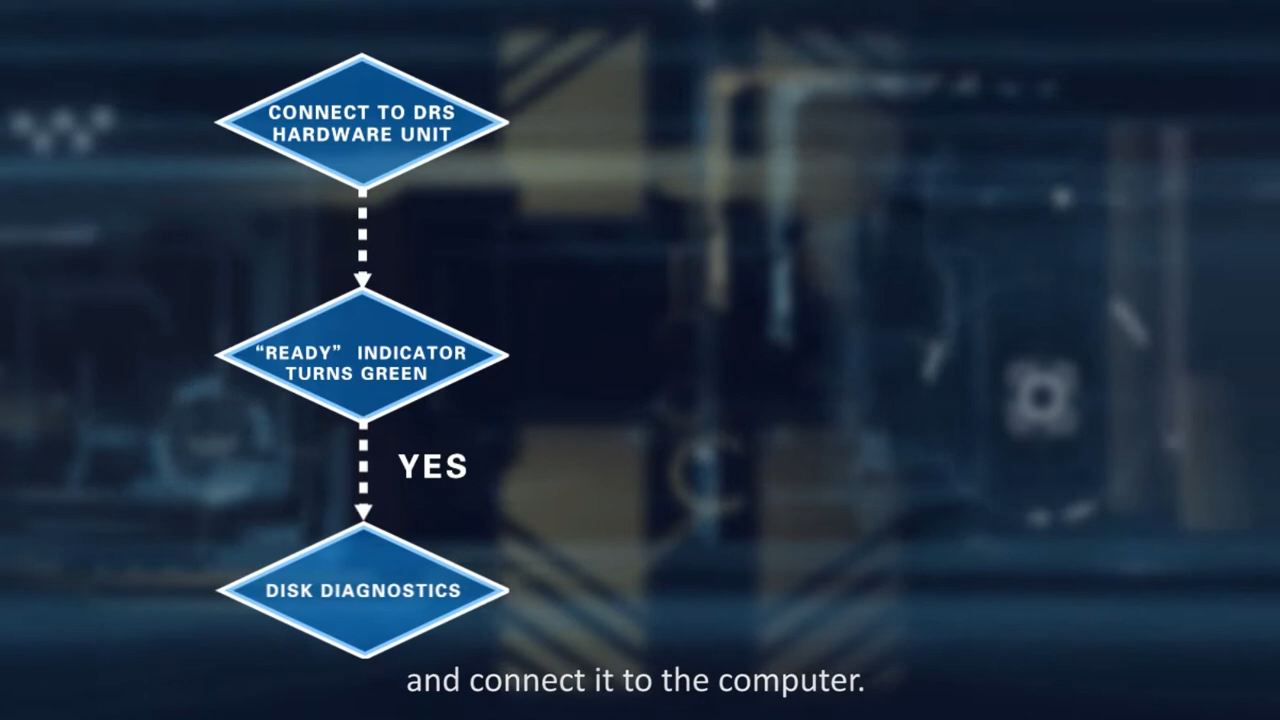 CONNECT TO DRS
HARDWARE UNIT
“READY” INDICATOR
TURNS GREEN
YES
DISK DIAGNOSTICS
and connect it to the computer.